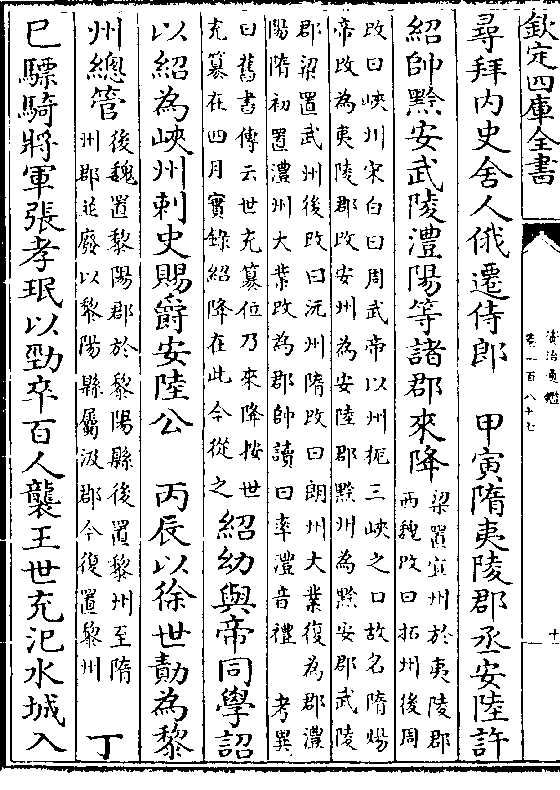 欽定四庫全書
資治通鑑
卷一百八十七
尋拜内史舍人俄遷侍郎　甲寅隋夷陵郡丞安陸許
紹帥黔安武陵澧陽等諸郡來降
梁置宜州於夷陵郡
西魏改曰拓州後周
改曰峽州宋白曰周武帝以州扼三峽之口故名隋煬
帝改為夷陵郡改安州為安陸郡黔州為黔安郡武陵
郡梁置武州後改曰沅州隋改曰朗州大業復為郡澧
陽隋初置澧州大業改為郡帥讀曰率澧音禮　考異
曰舊書傳云世充簒位乃來降按世
充簒在四月實錄紹降在此今從之
紹幼與帝同學詔
以紹為峽州刺史賜爵安陸公　丙辰以徐世勣為黎
州總管
後魏置黎陽郡於黎陽縣後置黎州至隋
州郡並廢以黎陽縣屬汲郡今復置黎州
丁
巳驃騎將軍張孝珉以勁卒百人襲王世充汜水城入